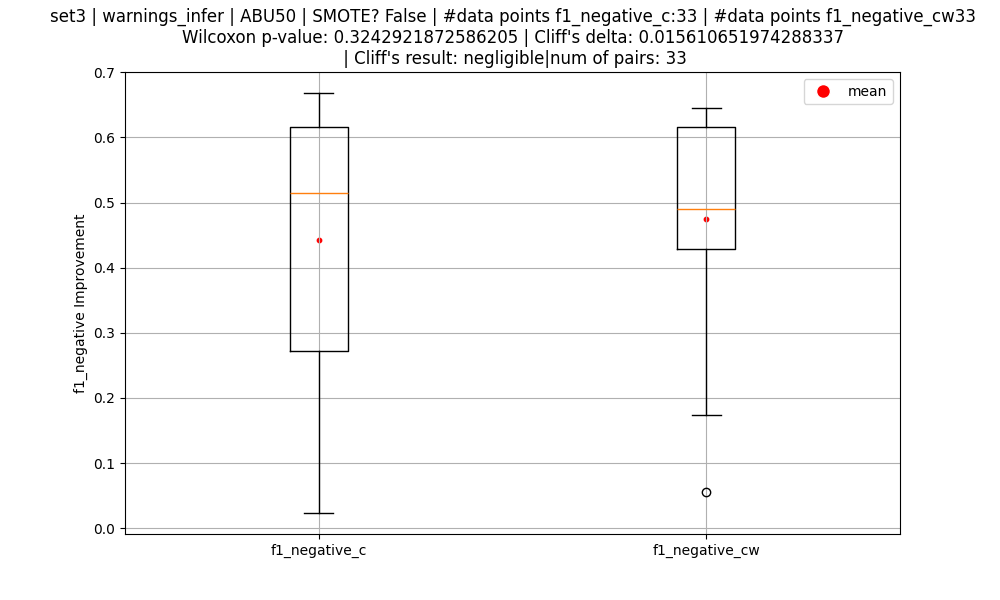 set3 | warnings_infer | ABU50 | SMOTE? False | #data points f1_negative_c:33 | #data points f1_negative_cw33
Wilcoxon p-value: 0.3242921872586205 | Cliff's delta: 0.015610651974288337
| Cliff's result: negligible|num of pairs: 33
mean
0.7
0.6
0.5
0.4
0.3
0.2
0.1
0.0
f1_negative Improvement
f1_negative_c
f1_negative_cw